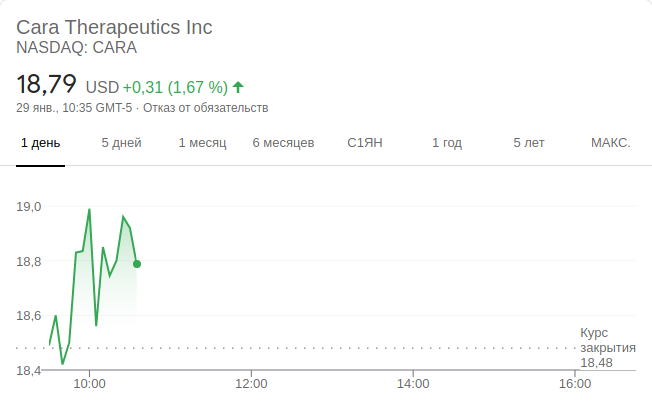 Cara Therapeutics Inc
NASDAQ: CARA
18,79 USD +0,31 (1,67 %)
29 янв., 10:35 GMT-5 · Отказ от обязательств
1 день 5 дней 1 месяц 6 месяцев С1ЯН 1 год 5 лет МАКС.
19,0
18,8
18,6
18,4
Курс
закрытия
18,48
10:00 12:00 14:00 16:00